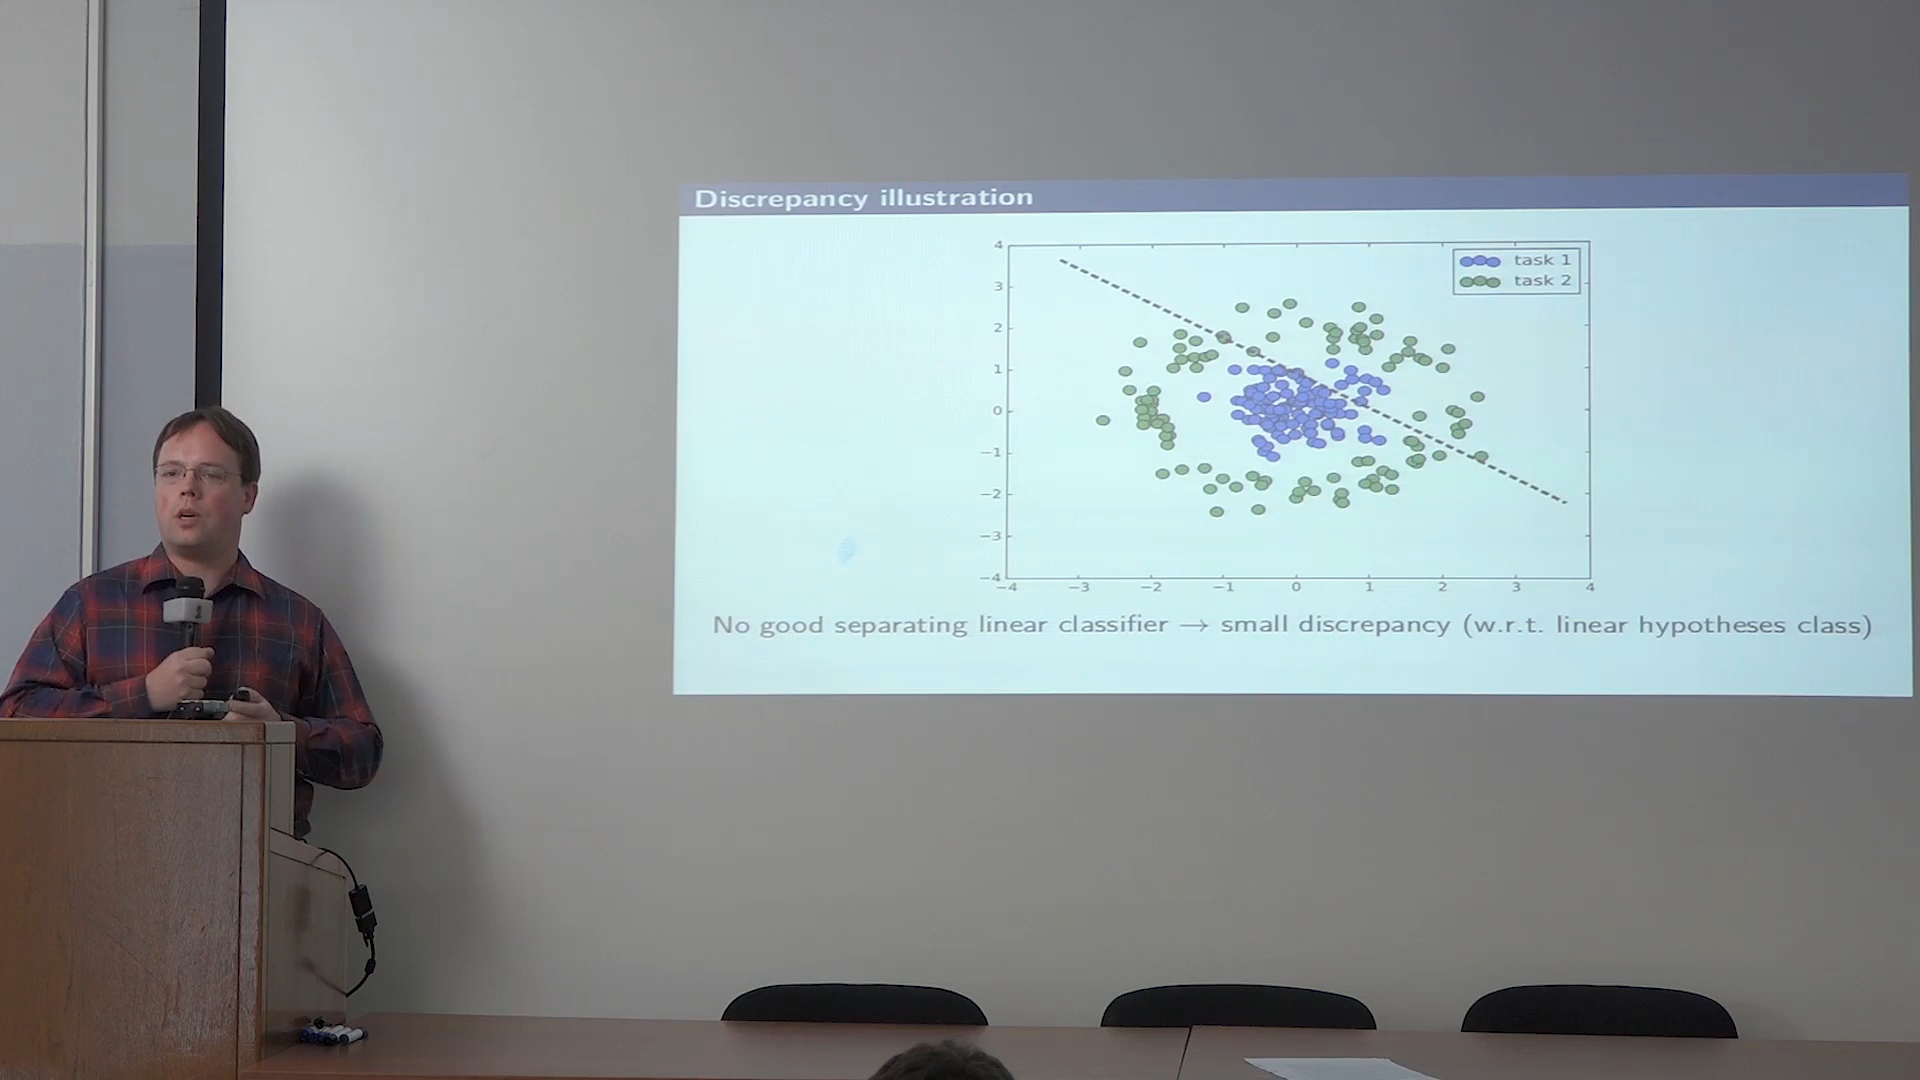 Discrepancy illustration
4
3
2
1
0
−1
−2
−3
−4
−4 −3 −2 −1 0 1 2 3 4
task 1
task 2
No good separating linear classifier → small discrepancy (w.r.t. linear hypotheses class)